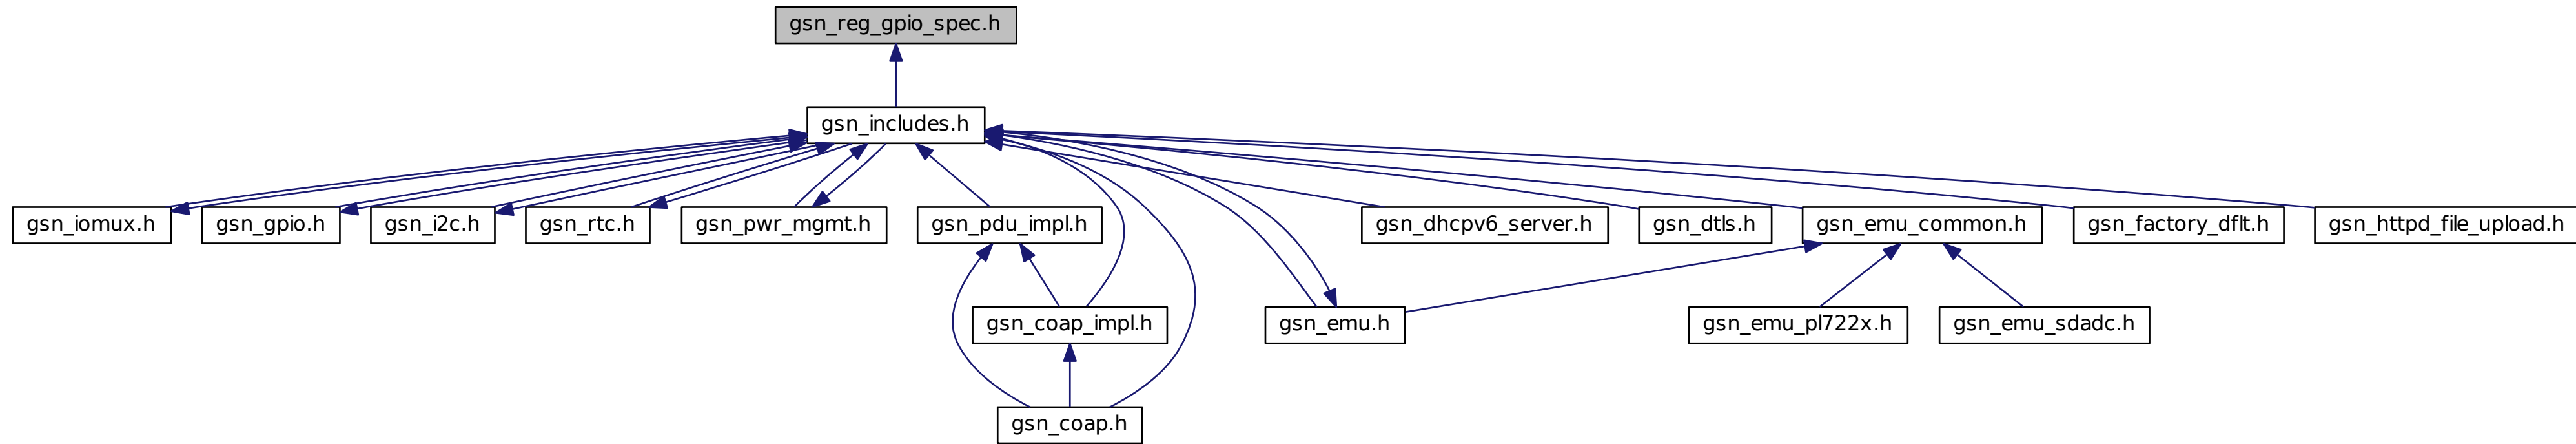 gsn_reg_gpio_spec.h
gsn_includes.h
gsn_iomux.h
gsn_gpio.h
gsn_i2c.h
gsn_rtc.h
gsn_pwr_mgmt.h
gsn_pdu_impl.h
gsn_dhcpv6_server.h
gsn_dtls.h
gsn_emu_common.h
gsn_factory_dflt.h
gsn_httpd_file_upload.h
gsn_coap_impl.h
gsn_emu.h
gsn_emu_pl722x.h
gsn_emu_sdadc.h
gsn_coap.h